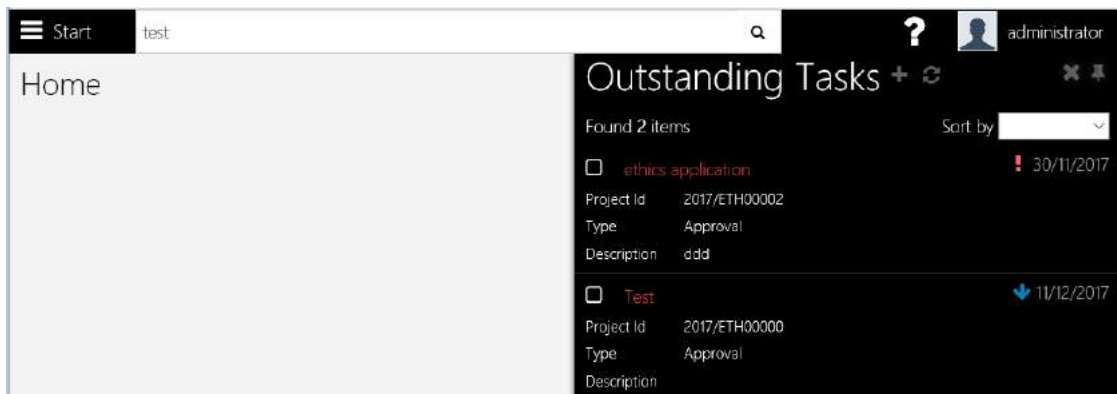 Start
test
?
administrator
Home
Outstanding Tasks
Found 2 items
Sort by
ethics application
! 30/11/2017
Project Id 2017/ETH00002
Type Approval
Description ddd
Test
11/12/2017
Project Id 2017/ETH00000
Type Approval
Description